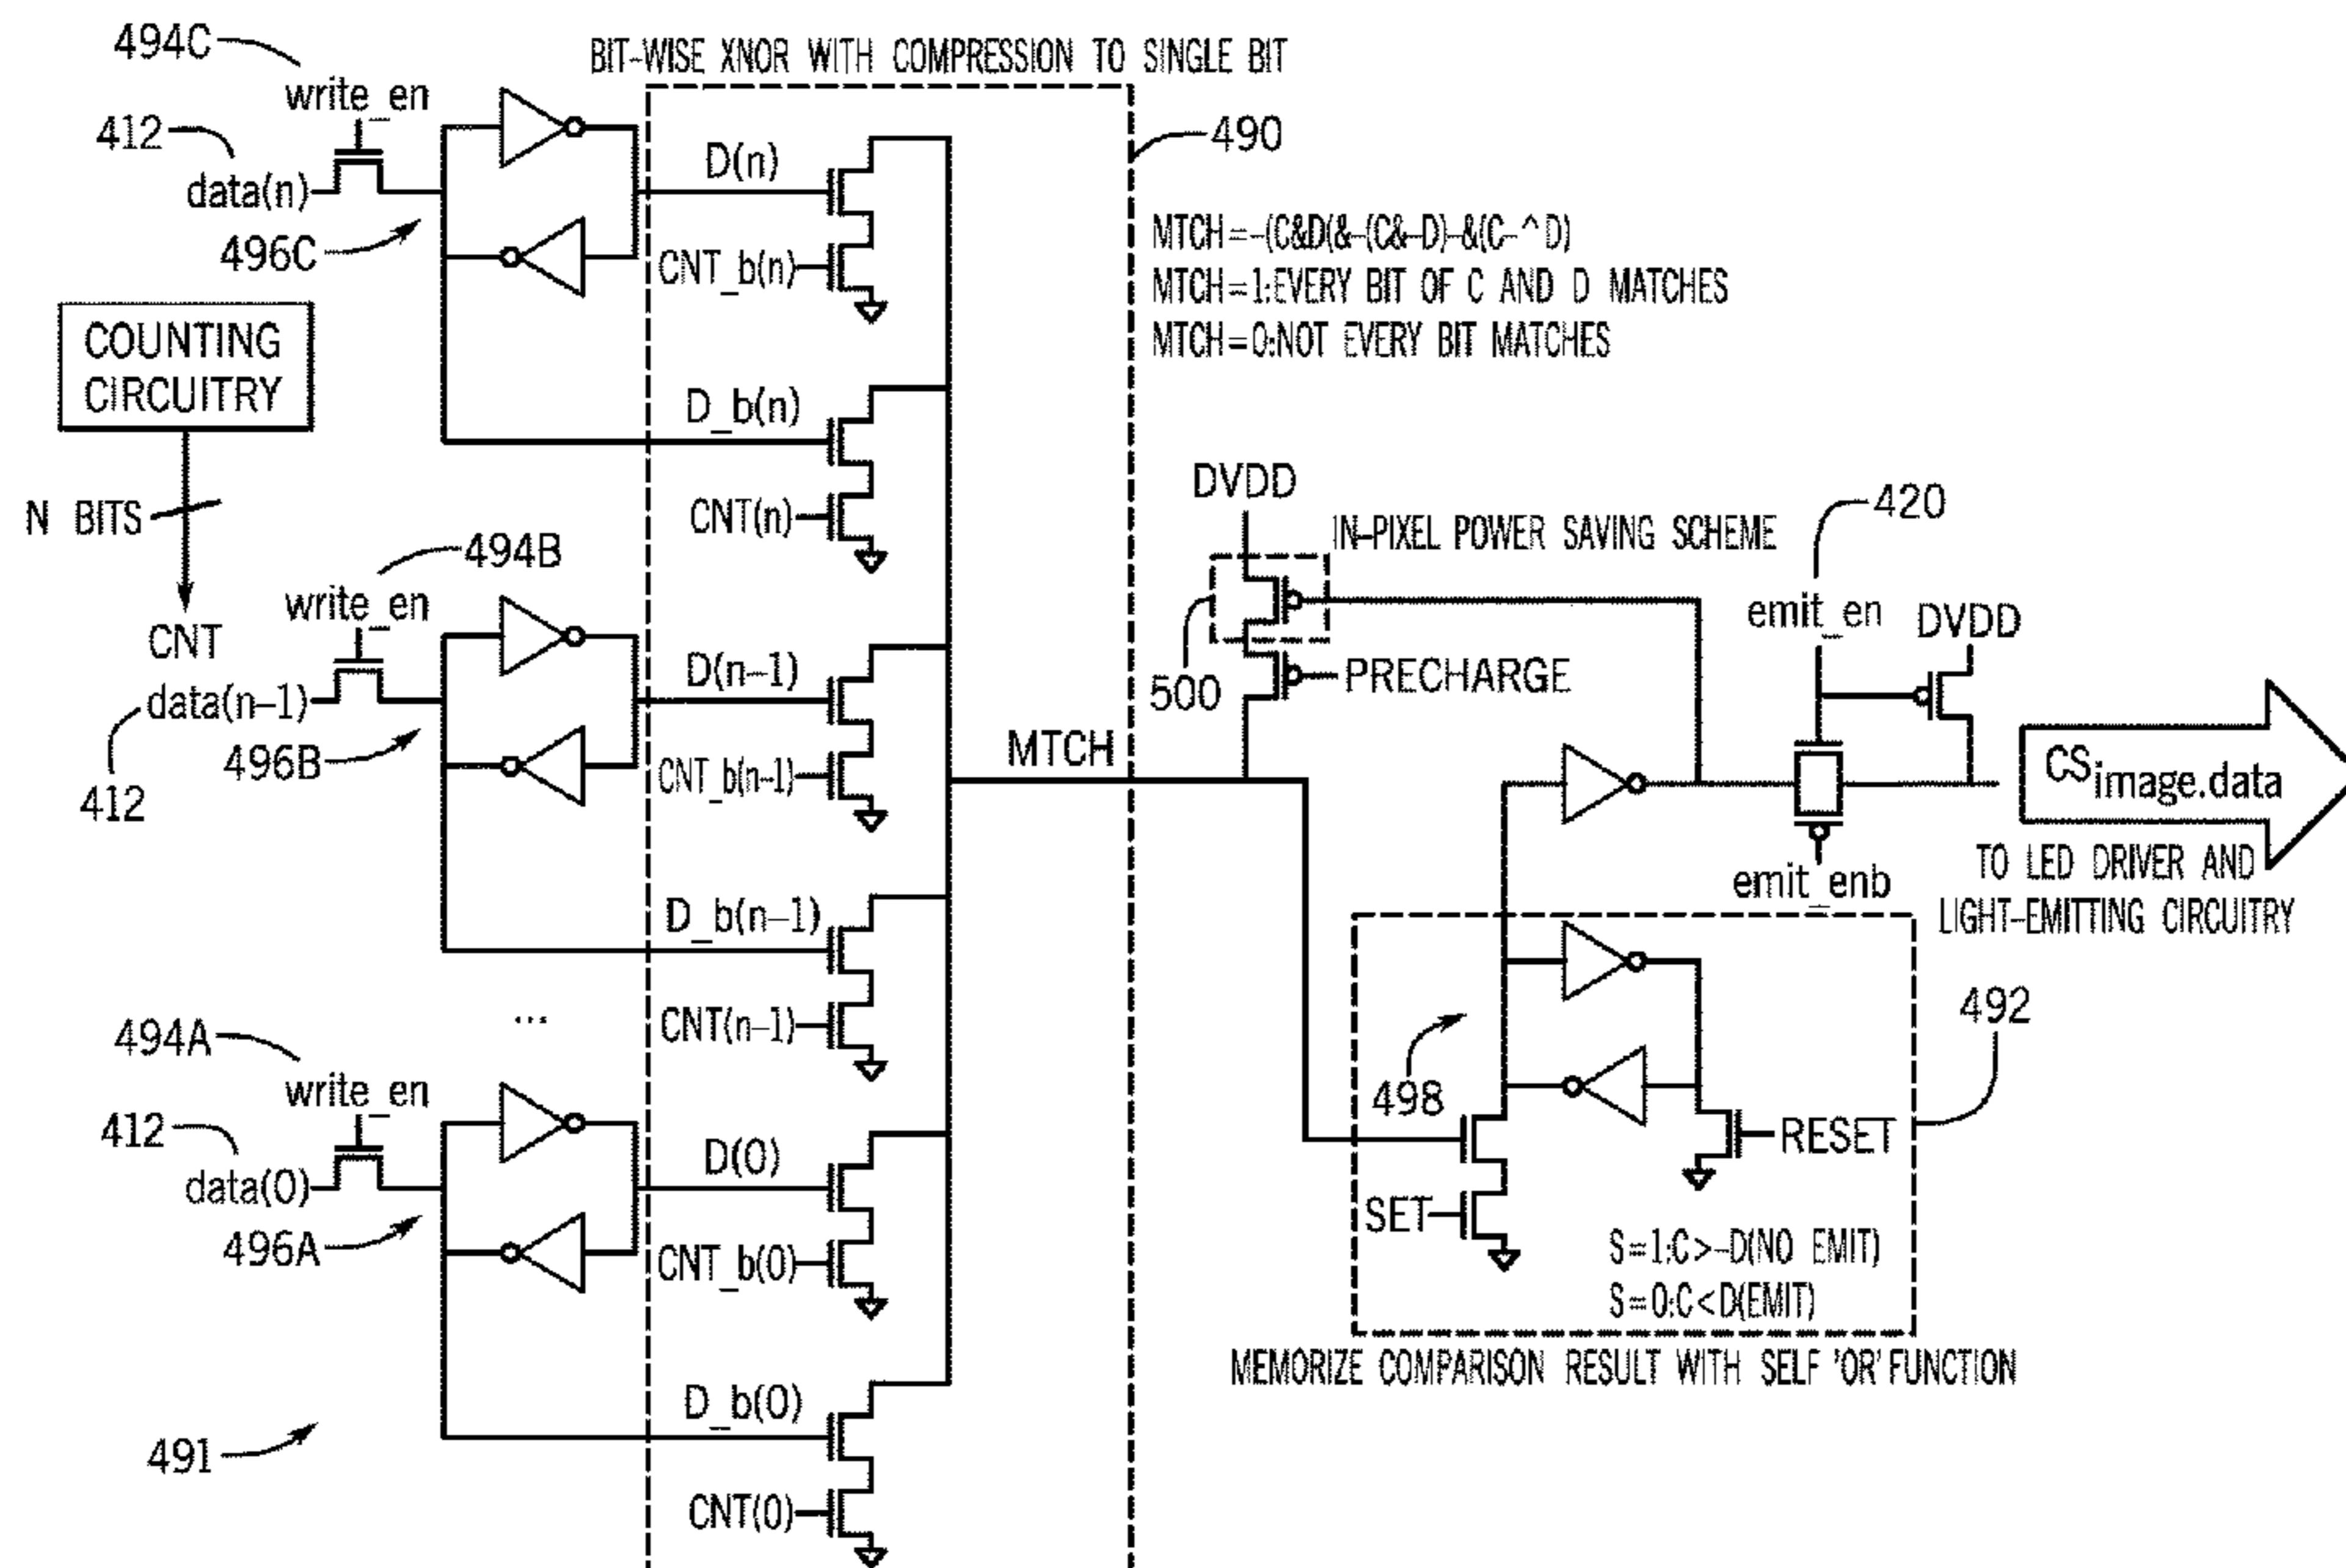 494C
BIT-WISE XNOR WITH COMPRESSION TO SINGLE BIT
write_en
412
490
data(n)
D(n)
496C
CNT_b(n)
MTCH=-(C&D(&-(C&-D)-&(C-^D)
MTCH=1:EVERY BIT OF C AND D MATCHES
MTCH=0:NOT EVERY BIT MATCHES
COUNTING
CIRCUITRY
D_b(n)
CNT(n)
N BITS
CNT
494B
write_en
data(n-1)
412
496B
D(n-1)
CNT_b(n-1)
MTCH
D_b(n-1)
CNT(n-1)
...
DVDD
IN-PIXEL POWER SAVING SCHEME
420
500
PRECHARGE
emit_en
DVDD
CSimage.data
TO LED DRIVER AND
LIGHT-EMITTING CIRCUITRY
emit_enb
494A
write_en
412
data(0)
496A
D(0)
CNT_b(0)
D_b(0)
CNT(0)
491
498
492
RESET
SET
S=1:C>-D(NO EMIT)
S=0:C<D(EMIT)
MEMORIZE COMPARISON RESULT WITH SELF 'OR' FUNCTION